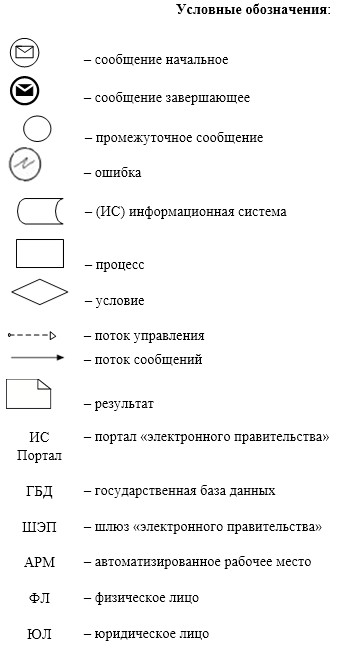 Условные обозначения:
– сообщение начальное
– сообщение завершающее
– промежуточное сообщение
– ошибка
– (ИС) информационная система
– процесс
– условие
– поток управления
– поток сообщений
– результат
ИС – портал «электронного правительства»
Портал
ГБД – государственная база данных
ШЭП – шлюз «электронного правительства»
АРМ – автоматизированное рабочее место
ФЛ – физическое лицо
ЮЛ – юридическое лицо